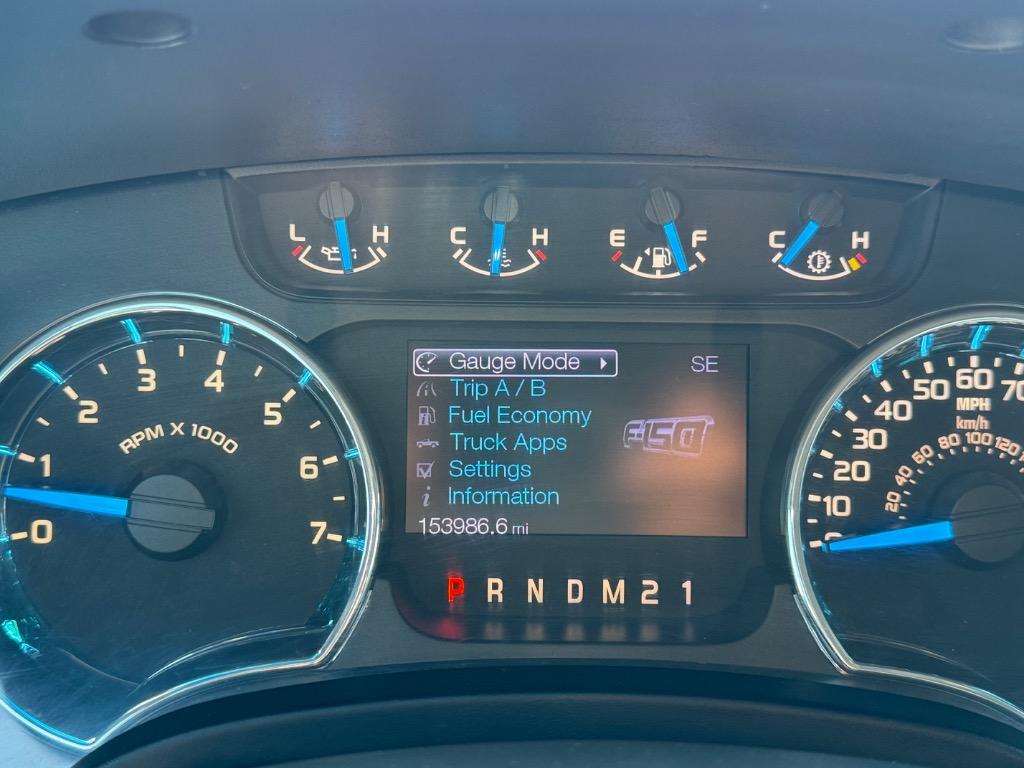 L H
C H
E F
C H
Gauge Mode
SE
Trip A / B
Fuel Economy
F-150
Truck Apps
Settings
i Information
153986.6 mi
P R N D M 2 1
0 1 2 3 4 5 6 7
RPM X 1000
10 20 30 40 50 60 70
MPH
km/h
20 40 60 80 100 120